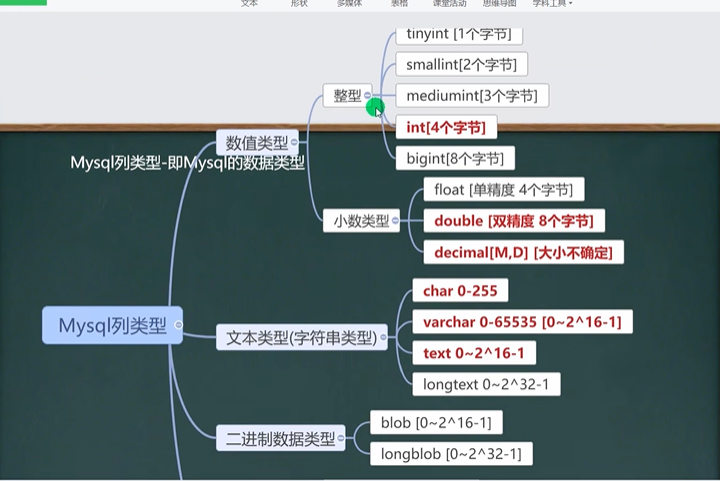 文本 形状 多媒体 表格 课堂活动 思维导图 学科工具
tinyint [1个字节]
smallint[2个字节]
整型
mediumint[3个字节]
int[4个字节]
数值类型
Mysql列类型-即Mysql的数据类型
bigint[8个字节]
float [单精度 4个字节]
小数类型
double [双精度 8个字节]
decimal[M,D] [大小不确定]
char 0-255
Mysql列类型
varchar 0-65535 [0~2^16-1]
文本类型(字符串类型)
text 0~2^16-1
longtext 0~2^32-1
blob [0~2^16-1]
二进制数据类型
longblob [0~2^32-1]